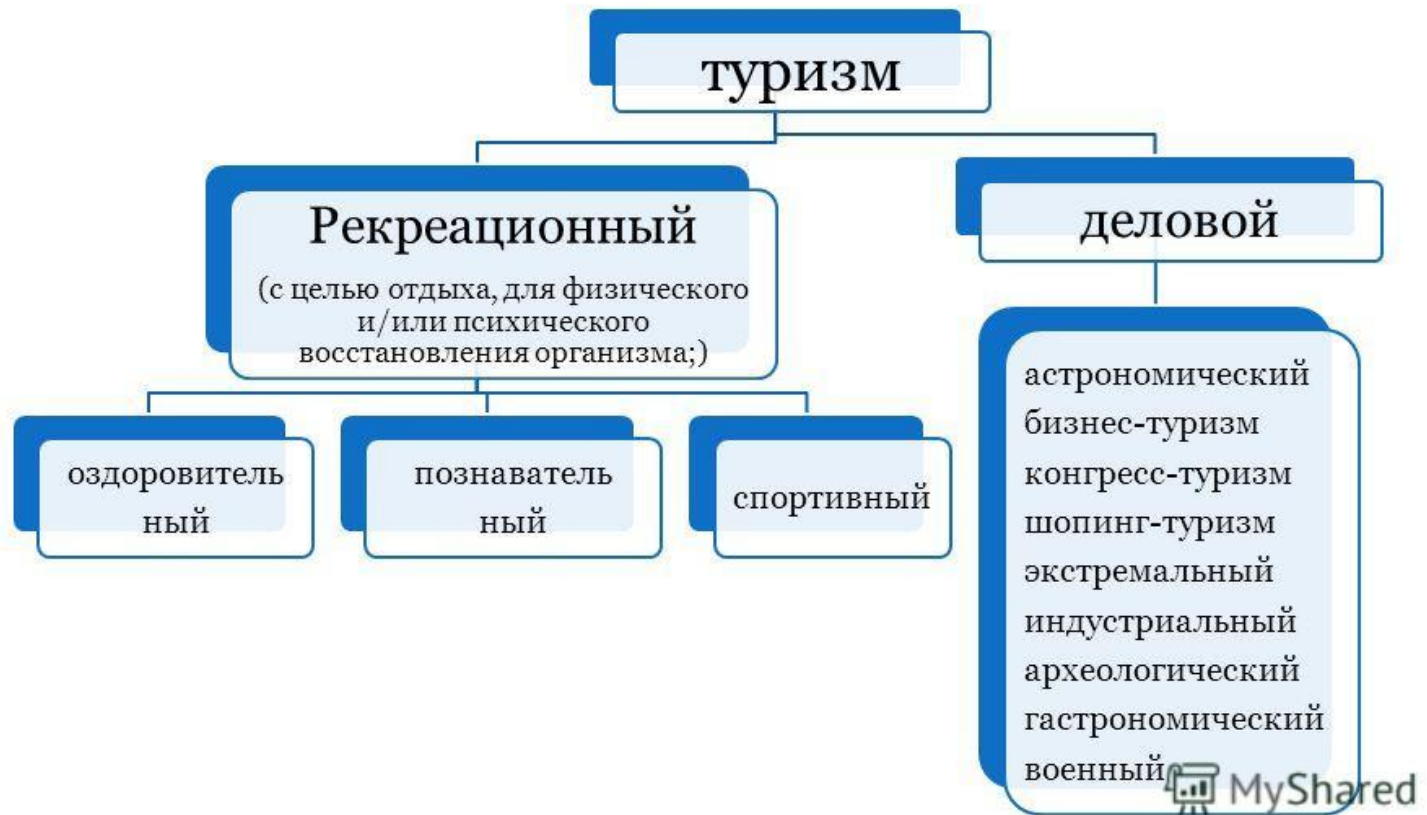 туризм
Рекреационный
(с целью отдыха, для физического
и/или психического
восстановления организма;)
деловой
оздоровитель
ный
познаватель
ный
спортивный
астрономический
бизнес-туризм
конгресс-туризм
шопинг-туризм
экстремальный
индустриальный
археологический
гастрономический
военный
MyShared